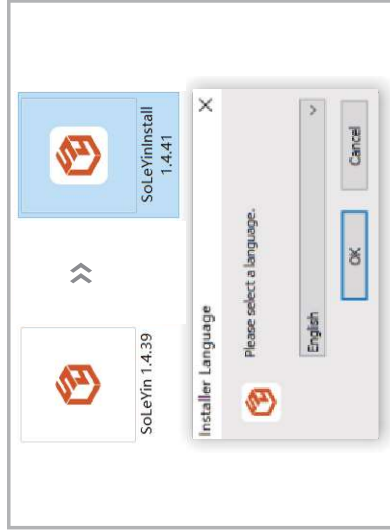 SoLeYin 1.4.39
SoLeYinInstall
1.4.41
Installer Language
Please select a language.
English
OK
Cancel